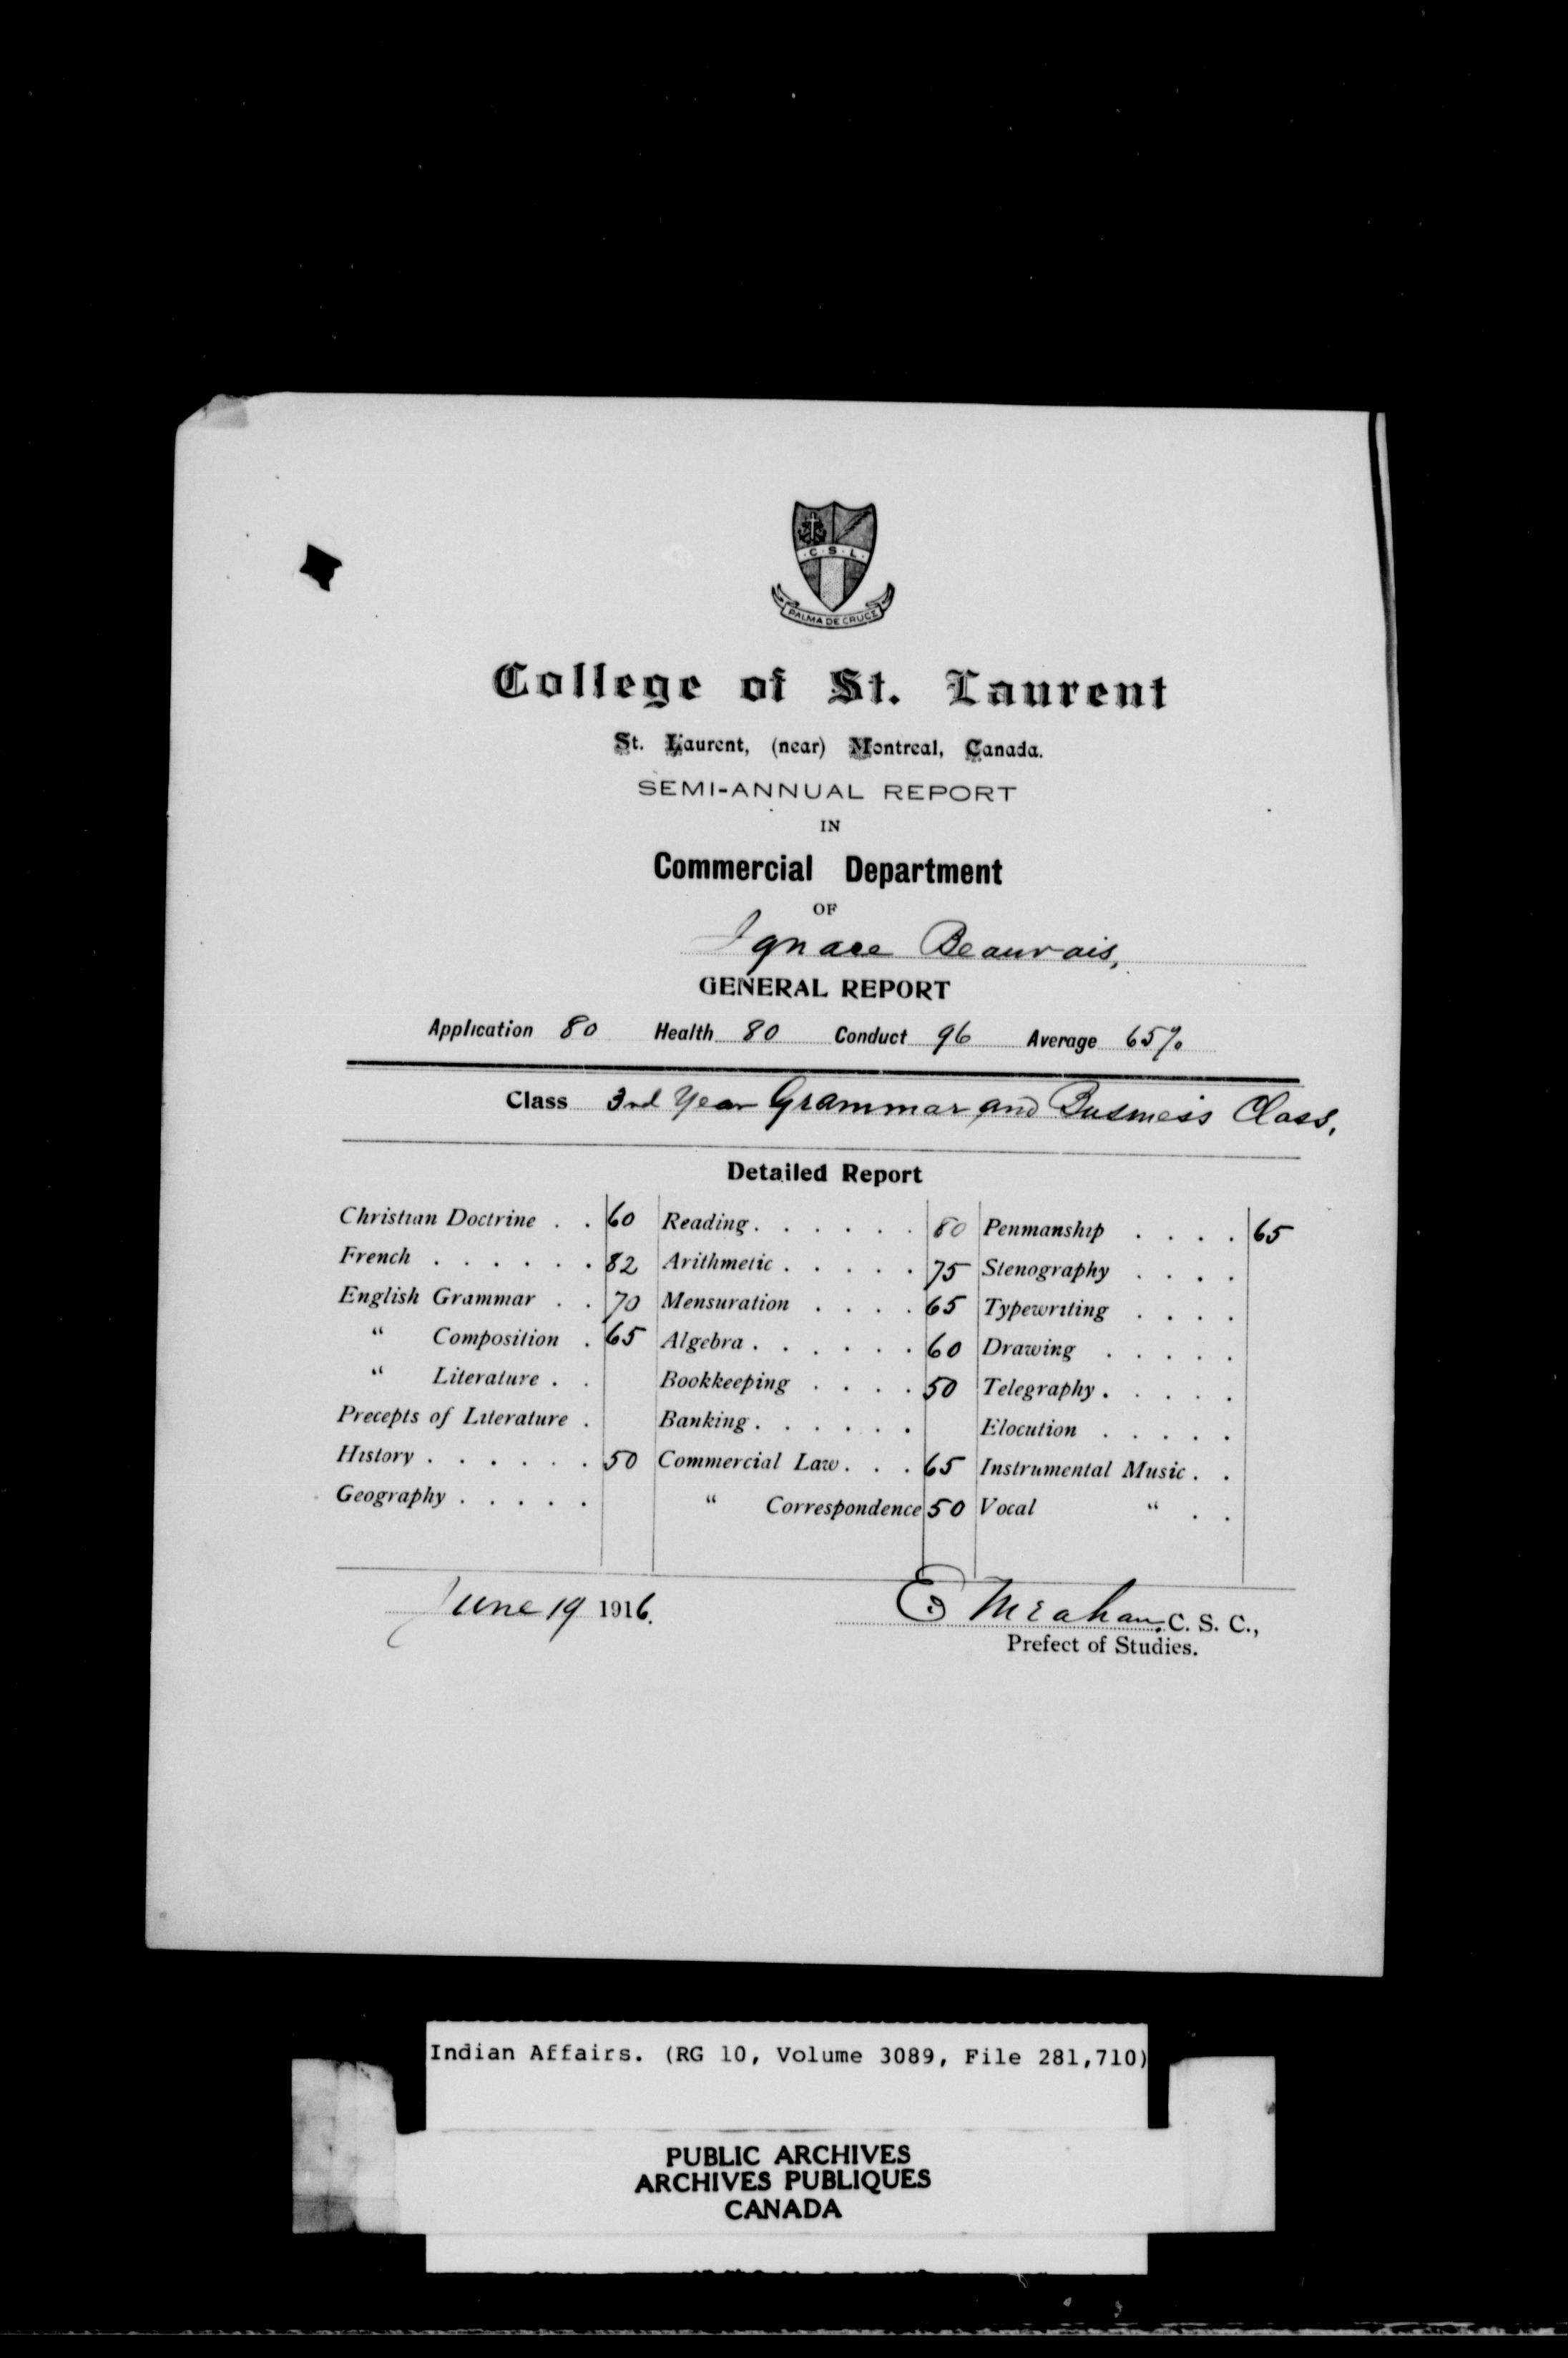 C. S. L.
PALMA DE CRUCE
College of St. Laurent
St. Laurent, (near) Montreal, Canada.
SEMI-ANNUAL REPORT
IN
Commercial Department
OF
Ignace Beauvais,
GENERAL REPORT
Application 80 Health 80 Conduct 96 Average 65%
Class 3rd Year Grammar and Business Class,
Detailed Report
Christian Doctrine . . 60 Reading . . . . . . 80 Penmanship . . . . 65
French . . . . . . 82 Arithmetic . . . . . 75 Stenography . . . .
English Grammar . . 70 Mensuration . . . . 65 Typewriting . . . .
" Composition . 65 Algebra . . . . . . 60 Drawing . . . . .
" Literature . . Bookkeeping . . . . 50 Telegraphy . . . . .
Precepts of Literature . Banking . . . . . . Elocution . . . . .
History . . . . . . 50 Commercial Law . . . 65 Instrumental Music . .
Geography . . . . . " Correspondence 50 Vocal " . .
June 19 1916.
E. Meahan, C. S. C.,
Prefect of Studies.
Indian Affairs. (RG 10, Volume 3089, File 281,710)
PUBLIC ARCHIVES
ARCHIVES PUBLIQUES
CANADA